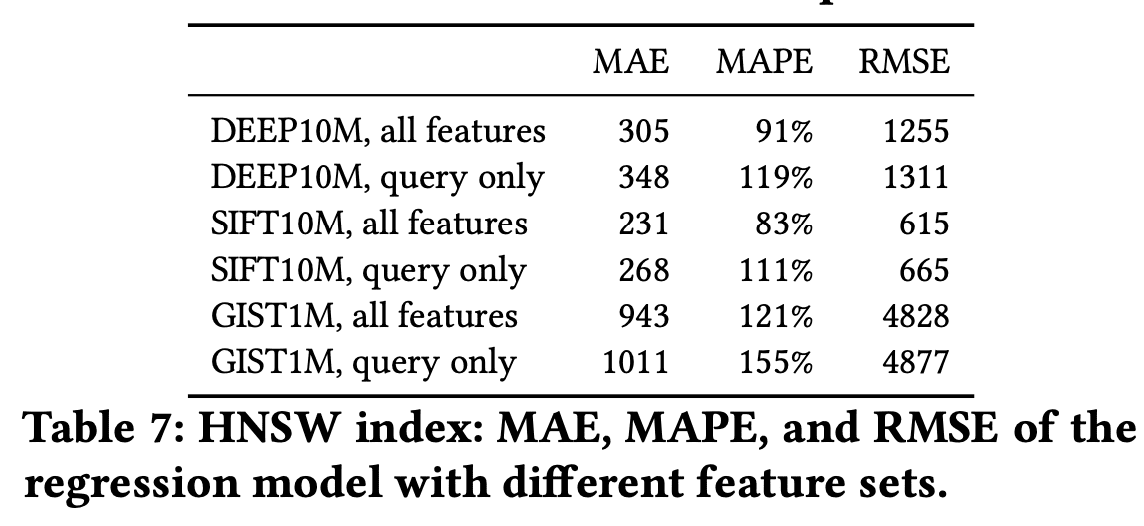 MAE MAPE RMSE
DEEP10M, all features 305 91% 1255
DEEP10M, query only 348 119% 1311
SIFT10M, all features 231 83% 615
SIFT10M, query only 268 111% 665
GIST1M, all features 943 121% 4828
GIST1M, query only 1011 155% 4877
Table 7: HNSW index: MAE, MAPE, and RMSE of the
regression model with different feature sets.